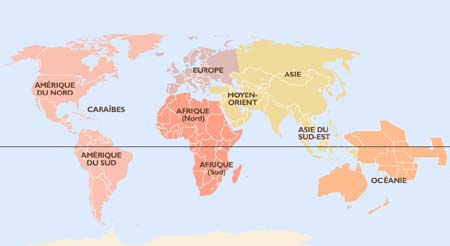 EUROPE
ASIE
AMÉRIQUE
DU NORD
MOYEN-
ORIENT
CARAÏBES
AFRIQUE
(Nord)
ASIE DU
SUD-EST
AMÉRIQUE
DU SUD
AFRIQUE
(Sud)
OCÉANIE